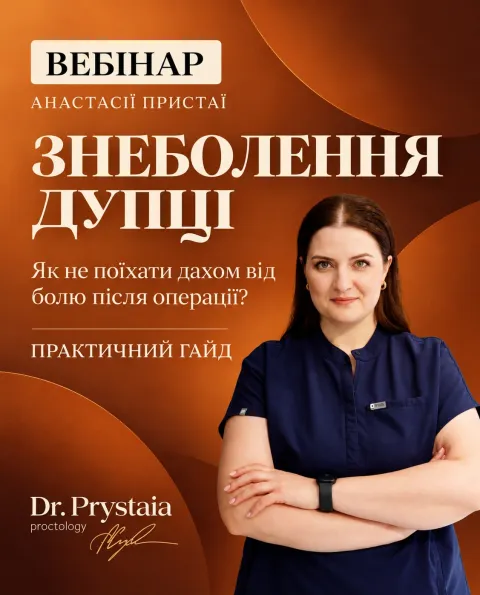 ВЕБІНАР
АНАСТАСІЇ ПРИСТАЇ
ЗНЕБОЛЕННЯ
ДУПЦІ
Як не поїхати дахом від
болю після операції?
ПРАКТИЧНИЙ ГАЙД
Dr. Prystaia
proctology